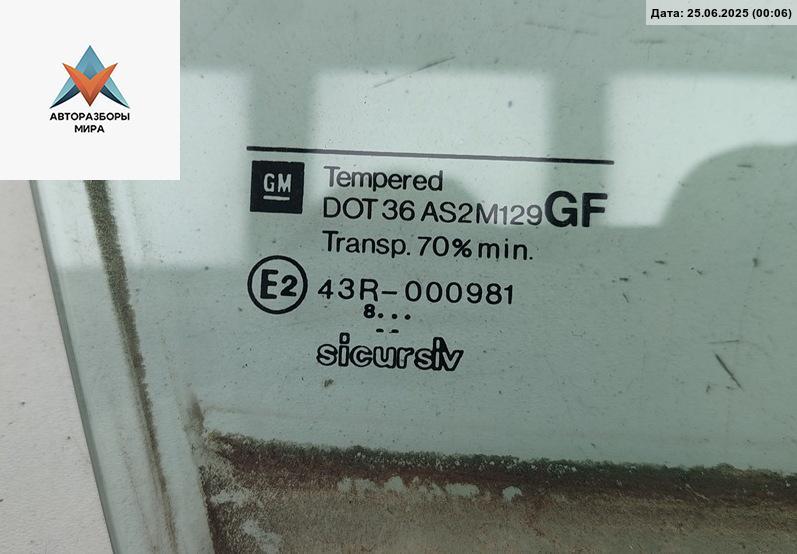 Дата: 25.06.2025 (00:06)
АВТОРАЗБОРЫ
МИРА
GM
Tempered
DOT 36 AS2 M129 GF
Transp. 70% min.
E2 43R-000981
8...
--
sicursiv